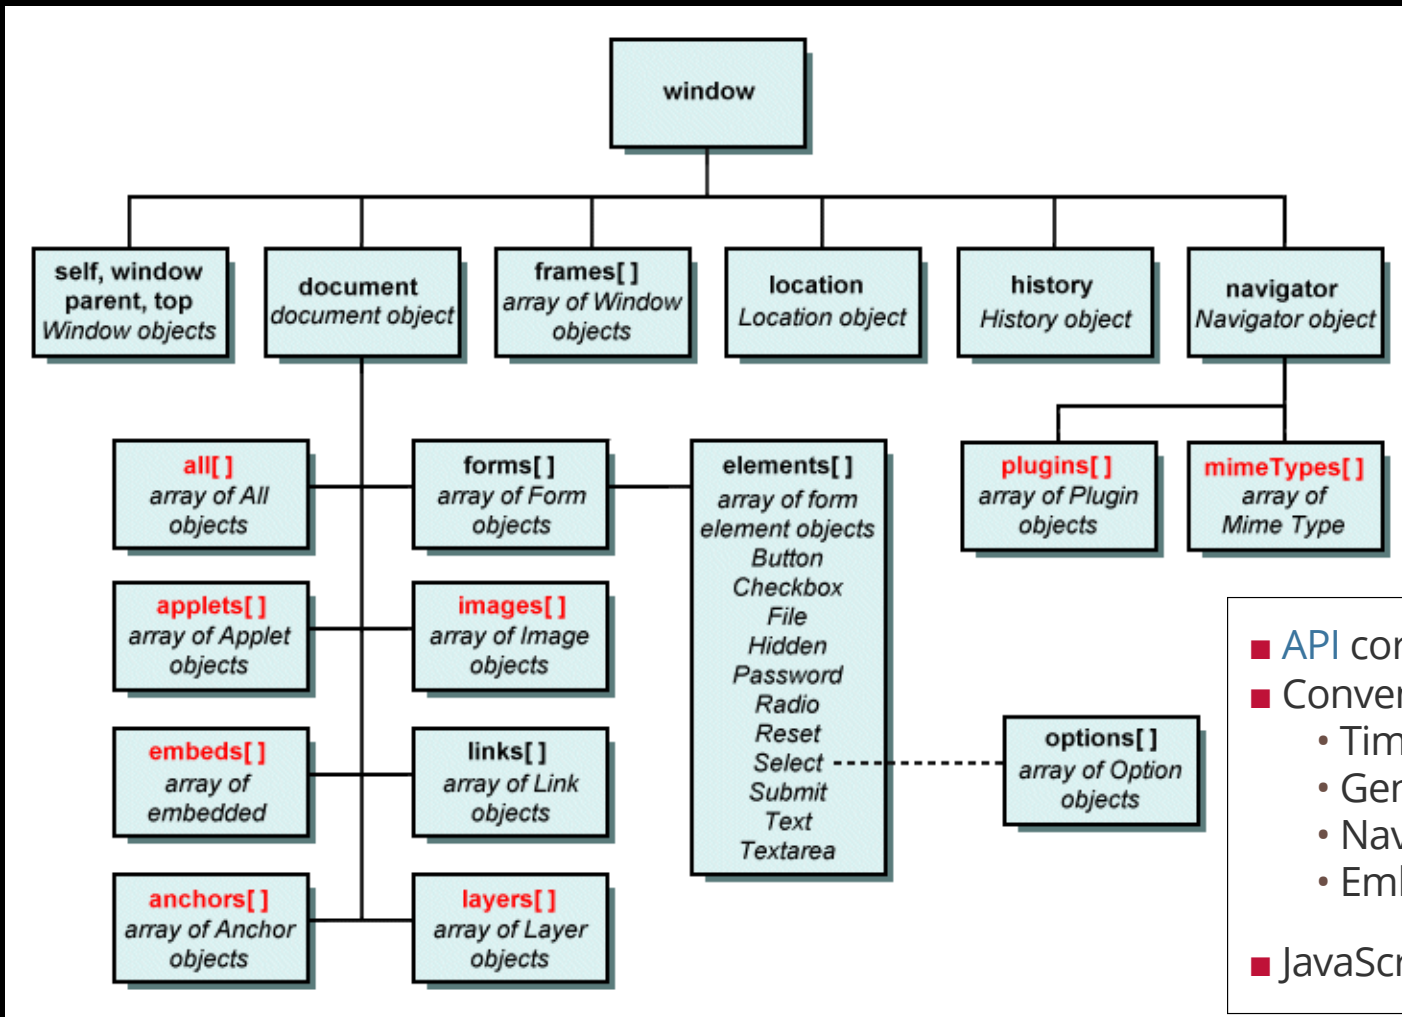 window
self, window
parent, top
Window objects
document
document object
frames[ ]
array of Window
objects
location
Location object
history
History object
navigator
Navigator object
all[ ]
array of All
objects
forms[ ]
array of Form
objects
elements[ ]
array of form
element objects
Button
Checkbox
File
Hidden
Password
Radio
Reset
Select
Submit
Text
Textarea
plugins[ ]
array of Plugin
objects
mimeTypes[ ]
array of
Mime Type
applets[ ]
array of Applet
objects
images[ ]
array of Image
objects
embeds[ ]
array of
embedded
links[ ]
array of Link
objects
options[ ]
array of Option
objects
anchors[ ]
array of Anchor
objects
layers[ ]
array of Layer
objects
■ API